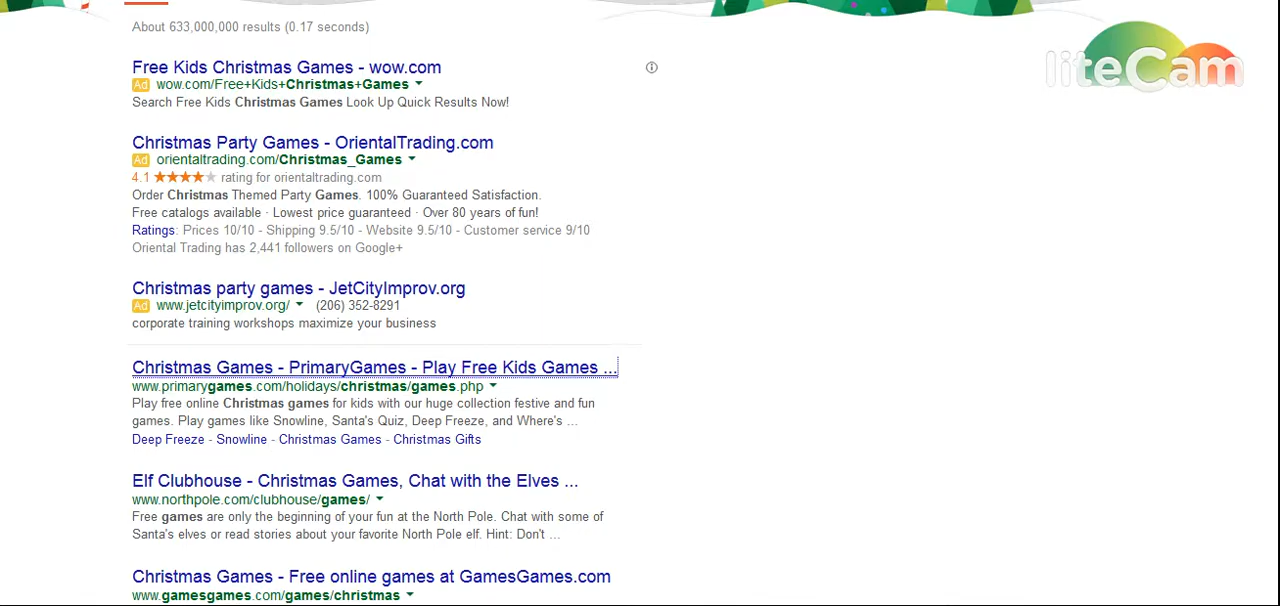 About 633,000,000 results (0.17 seconds)
liteCam
Free Kids Christmas Games - wow.com
Ad wow.com/Free+Kids+Christmas+Games
Search Free Kids Christmas Games Look Up Quick Results Now!
Christmas Party Games - OrientalTrading.com
Ad orientaltrading.com/Christmas_Games
4.1 ★★★★★ rating for orientaltrading.com
Order Christmas Themed Party Games. 100% Guaranteed Satisfaction.
Free catalogs available · Lowest price guaranteed · Over 80 years of fun!
Ratings: Prices 10/10 - Shipping 9.5/10 - Website 9.5/10 - Customer service 9/10
Oriental Trading has 2,441 followers on Google+
Christmas party games - JetCityImprov.org
Ad www.jetcityimprov.org/ (206) 352-8291
corporate training workshops maximize your business
Christmas Games - PrimaryGames - Play Free Kids Games ...
www.primarygames.com/holidays/christmas/games.php
Play free online Christmas games for kids with our huge collection festive and fun
games. Play games like Snowline, Santa's Quiz, Deep Freeze, and Where's ...
Deep Freeze - Snowline - Christmas Games - Christmas Gifts
Elf Clubhouse - Christmas Games, Chat with the Elves ...
www.northpole.com/clubhouse/games/
Free games are only the beginning of your fun at the North Pole. Chat with some of
Santa's elves or read stories about your favorite North Pole elf. Hint: Don't ...
Christmas Games - Free online games at GamesGames.com
www.gamesgames.com/games/christmas